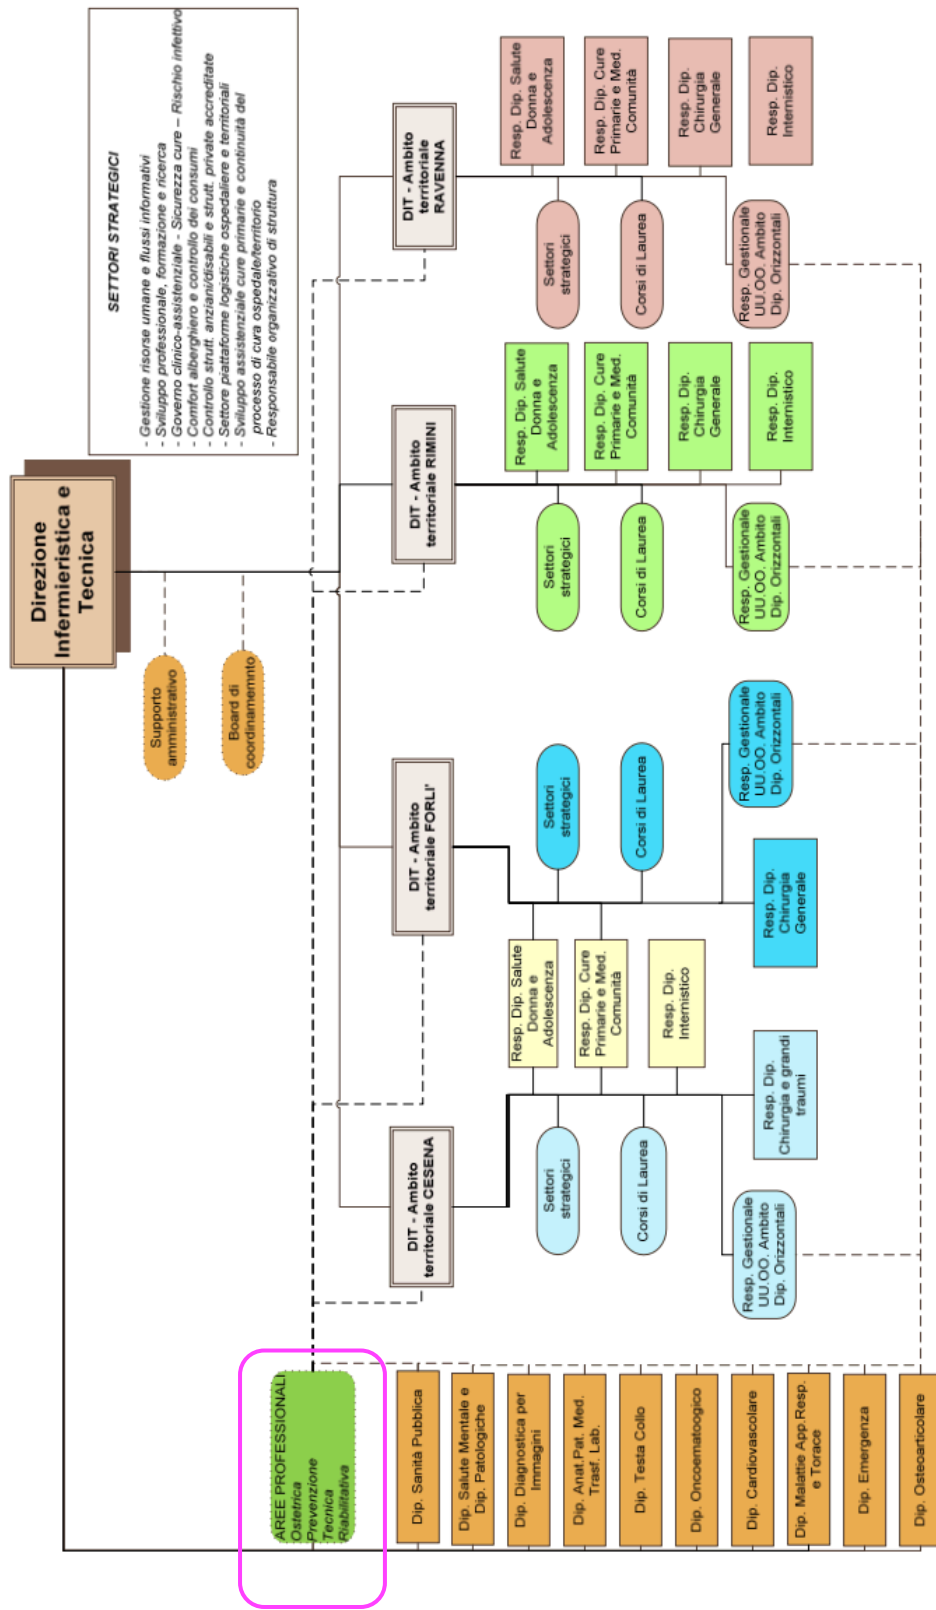 Direzione
Infermieristica e
Tecnica
SETTORI STRATEGICI
- Gestione risorse umane e flussi informativi
- Sviluppo professionale, formazione e ricerca
- Governo clinico-assistenziale - Sicurezza cure – Rischio infettivo
- Comfort alberghiero e controllo dei consumi
- Controllo strutt. anziani/disabili e strutt. private accreditate
- Settore piattaforme logistiche ospedaliere e territoriali
- Sviluppo assistenziale cure primarie e continuità del
processo di cura ospedale/territorio
- Responsabile organizzativo di struttura
Supporto
amministrativo
Board di
coordinamemnto
AREE PROFESSIONALI
Ostetrica
Prevenzione
Tecnica
Riabilitativa
DIT - Ambito
territoriale CESENA
DIT - Ambito
territoriale FORLI'
DIT - Ambito
territoriale RIMINI
DIT - Ambito
territoriale
RAVENNA
Dip. Sanità Pubblica
Dip. Salute Mentale e
Dip. Patologiche
Dip. Diagnostica per
Immagini
Dip. Anat.Pat. Med.
Trasf. Lab.
Dip. Testa Collo
Dip. Oncoematoogico
Dip. Cardiovascolare
Dip. Malattie App.Resp.
e Torace
Dip. Emergenza
Dip. Osteoarticolare
Settori
strategici
Corsi di Laurea
Resp. Gestionale
UU.OO. Ambito
Dip. Orizzontali
Resp. Dip.
Chirurgia e grandi
traumi
Resp. Dip. Salute
Donna e
Adolescenza
Resp. Dip. Cure
Primarie e Med.
Comunità
Resp. Dip.
Internistico
Settori
strategici
Corsi di Laurea
Resp. Gestionale
UU.OO. Ambito
Dip. Orizzontali
Resp. Dip.
Chirurgia
Generale
Settori
strategici
Corsi di Laurea
Resp. Gestionale
UU.OO. Ambito
Dip. Orizzontali
Resp. Dip. Salute
Donna e
Adolescenza
Resp. Dip. Cure
Primarie e Med.
Comunità
Resp. Dip.
Chirurgia
Generale
Resp. Dip.
Internistico
Settori
strategici
Corsi di Laurea
Resp. Gestionale
UU.OO. Ambito
Dip. Orizzontali
Resp. Dip. Salute
Donna e
Adolescenza
Resp. Dip. Cure
Primarie e Med.
Comunità
Resp. Dip.
Chirurgia
Generale
Resp. Dip.
Internistico